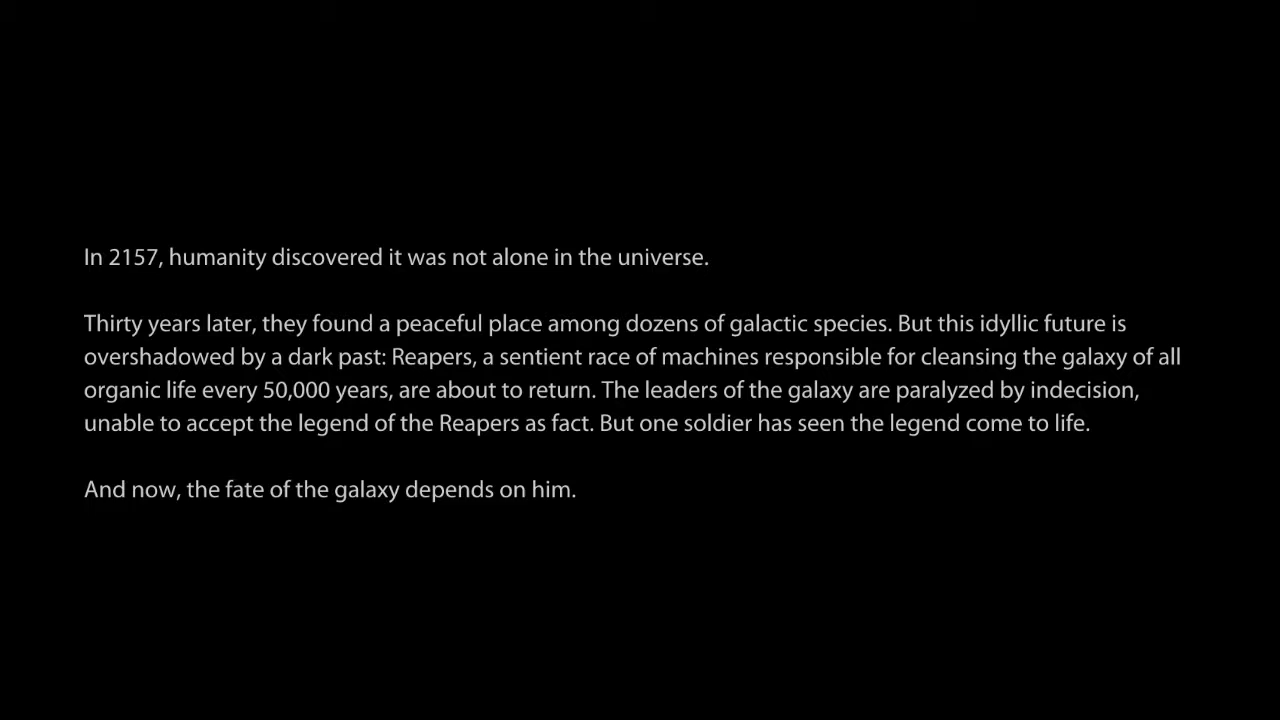 In 2157, humanity discovered it was not alone in the universe.
Thirty years later, they found a peaceful place among dozens of galactic species. But this idyllic future is
overshadowed by a dark past: Reapers, a sentient race of machines responsible for cleansing the galaxy of all
organic life every 50,000 years, are about to return. The leaders of the galaxy are paralyzed by indecision,
unable to accept the legend of the Reapers as fact. But one soldier has seen the legend come to life.
And now, the fate of the galaxy depends on him.